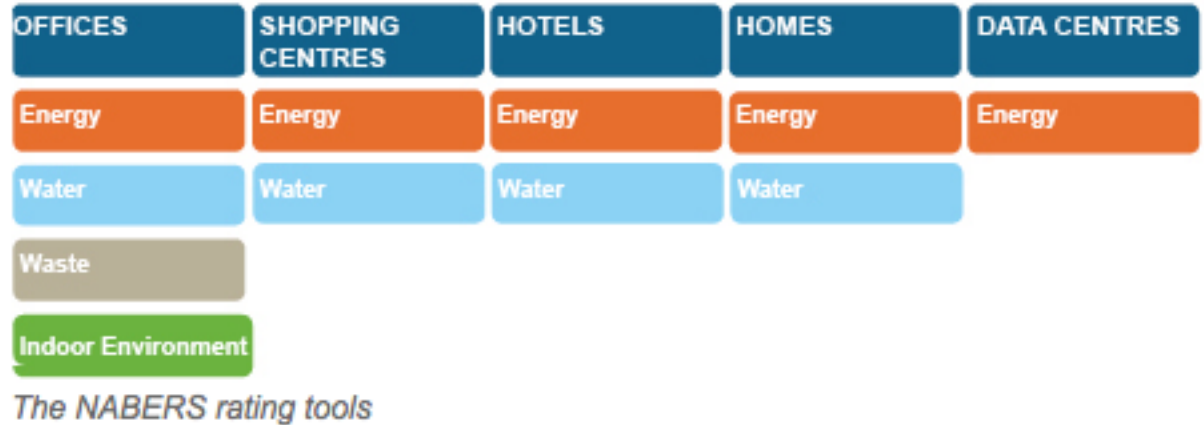 OFFICES
SHOPPING
CENTRES
HOTELS
HOMES
DATA CENTRES
Energy
Energy
Energy
Energy
Energy
Water
Water
Water
Water
Waste
Indoor Environment
The NABERS rating tools